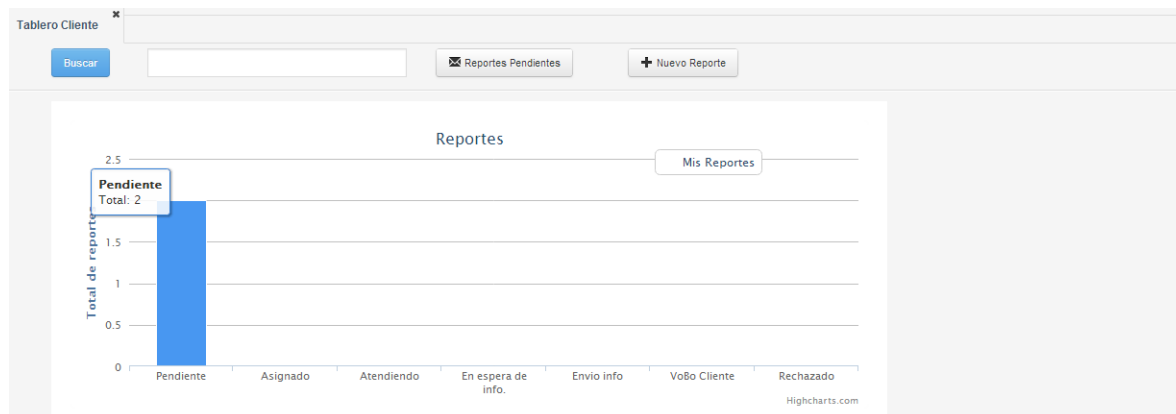 Tablero Cliente
Buscar
Reportes Pendientes
Nuevo Reporte
Reportes
Mis Reportes
2.5
Pendiente
Total: 2
1.5
1
0.5
0
Total de reportes
Pendiente
Asignado
Atendiendo
En espera de
info.
Envio info
VoBo Cliente
Rechazado
Highcharts.com